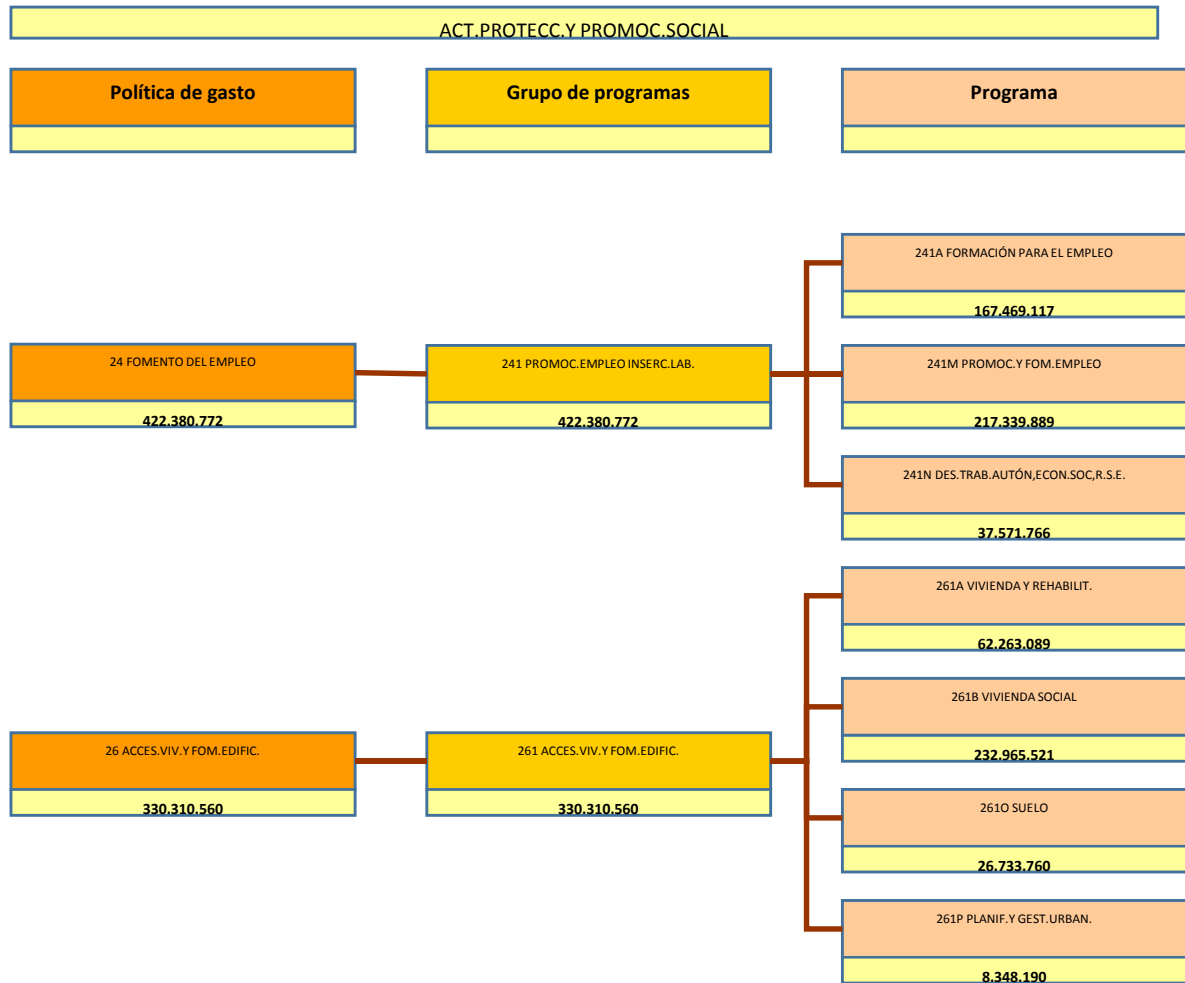 ACT.PROTECC.Y PROMOC.SOCIAL
Política de gasto
Grupo de programas
Programa
241A FORMACIÓN PARA EL EMPLEO
167.469.117
24 FOMENTO DEL EMPLEO
422.380.772
241 PROMOC.EMPLEO INSERC.LAB.
422.380.772
241M PROMOC.Y FOM.EMPLEO
217.339.889
241N DES.TRAB.AUTÓN,ECON.SOC,R.S.E.
37.571.766
261A VIVIENDA Y REHABILIT.
62.263.089
261B VIVIENDA SOCIAL
232.965.521
26 ACCES.VIV.Y FOM.EDIFIC.
330.310.560
261 ACCES.VIV.Y FOM.EDIFIC.
330.310.560
261O SUELO
26.733.760
261P PLANIF.Y GEST.URBAN.
8.348.190